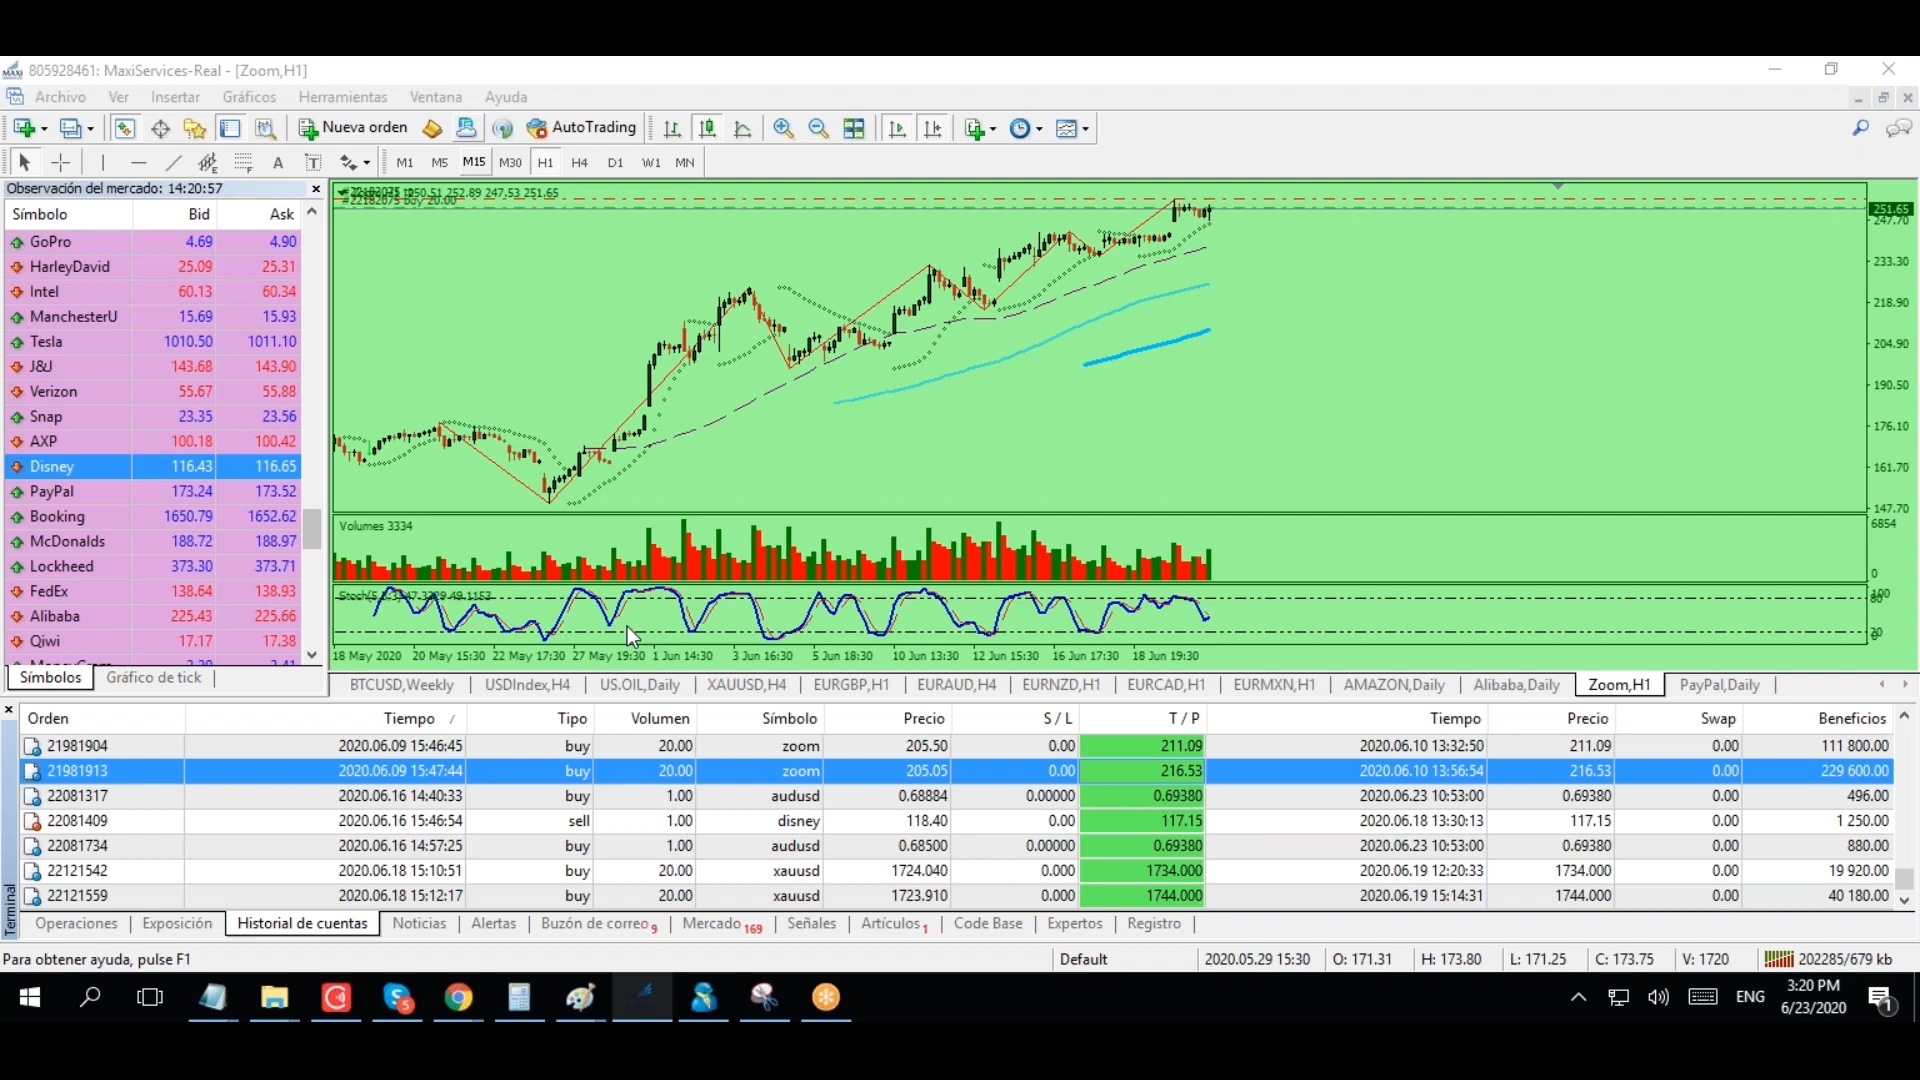 805928461: MaxiServices-Real - [Zoom,H1]
Archivo Ver Insertar Gráficos Herramientas Ventana Ayuda
Nueva orden AutoTrading
A T M1 M5 M15 M30 H1 H4 D1 W1 MN
Observación del mercado: 14:20:57
Símbolo Bid Ask
GoPro 4.69 4.90
HarleyDavid 25.09 25.31
Intel 60.13 60.34
ManchesterU 15.69 15.93
Tesla 1010.50 1011.10
J&J 143.68 143.90
Verizon 55.67 55.88
Snap 23.35 23.56
AXP 100.18 100.42
Disney 116.43 116.65
PayPal 173.24 173.52
Booking 1650.79 1652.62
McDonalds 188.72 188.97
Lockheed 373.30 373.71
FedEx 138.64 138.93
Alibaba 225.43 225.66
Qiwi 17.17 17.38
Símbolos Gráfico de tick
252.89 247.53 251.65
#22182075 buy 20.00
251.65
247.70
233.30
218.90
204.90
190.50
176.10
161.70
147.70
Volumes 3334
6854
0
100
80
20
0
18 May 2020 20 May 15:30 22 May 17:30 27 May 19:30 1 Jun 14:30 3 Jun 16:30 5 Jun 18:30 10 Jun 13:30 12 Jun 15:30 16 Jun 17:30 18 Jun 19:30
BTCUSD,Weekly USDIndex,H4 US.OIL,Daily XAUUSD,H4 EURGBP,H1 EURAUD,H4 EURNZD,H1 EURCAD,H1 EURMXN,H1 AMAZON,Daily Alibaba,Daily Zoom,H1 PayPal,Daily
Orden Tiempo / Tipo Volumen Símbolo Precio S / L T / P Tiempo Precio Swap Beneficios
21981904 2020.06.09 15:46:45 buy 20.00 zoom 205.50 0.00 211.09 2020.06.10 13:32:50 211.09 0.00 111 800.00
21981913 2020.06.09 15:47:44 buy 20.00 zoom 205.05 0.00 216.53 2020.06.10 13:56:54 216.53 0.00 229 600.00
22081317 2020.06.16 14:40:33 buy 1.00 audusd 0.68884 0.00000 0.69380 2020.06.23 10:53:00 0.69380 0.00 496.00
22081409 2020.06.16 15:46:54 sell 1.00 disney 118.40 0.00 117.15 2020.06.18 13:30:13 117.15 0.00 1 250.00
22081734 2020.06.16 14:57:25 buy 1.00 audusd 0.68500 0.00000 0.69380 2020.06.23 10:53:00 0.69380 0.00 880.00
22121542 2020.06.18 15:10:51 buy 20.00 xauusd 1724.040 0.000 1734.000 2020.06.19 12:20:33 1734.000 0.00 19 920.00
22121559 2020.06.18 15:12:17 buy 20.00 xauusd 1723.910 0.000 1744.000 2020.06.19 15:14:31 1744.000 0.00 40 180.00
Terminal
Operaciones Exposición Historial de cuentas Noticias Alertas Buzón de correo 9 Mercado 169 Señales Artículos 1 Code Base Expertos Registro
Para obtener ayuda, pulse F1 Default 2020.05.29 15:30 O: 171.31 H: 173.80 L: 171.25 C: 173.75 V: 1720 202285/679 kb
5 ENG 3:20 PM 1
6/23/2020